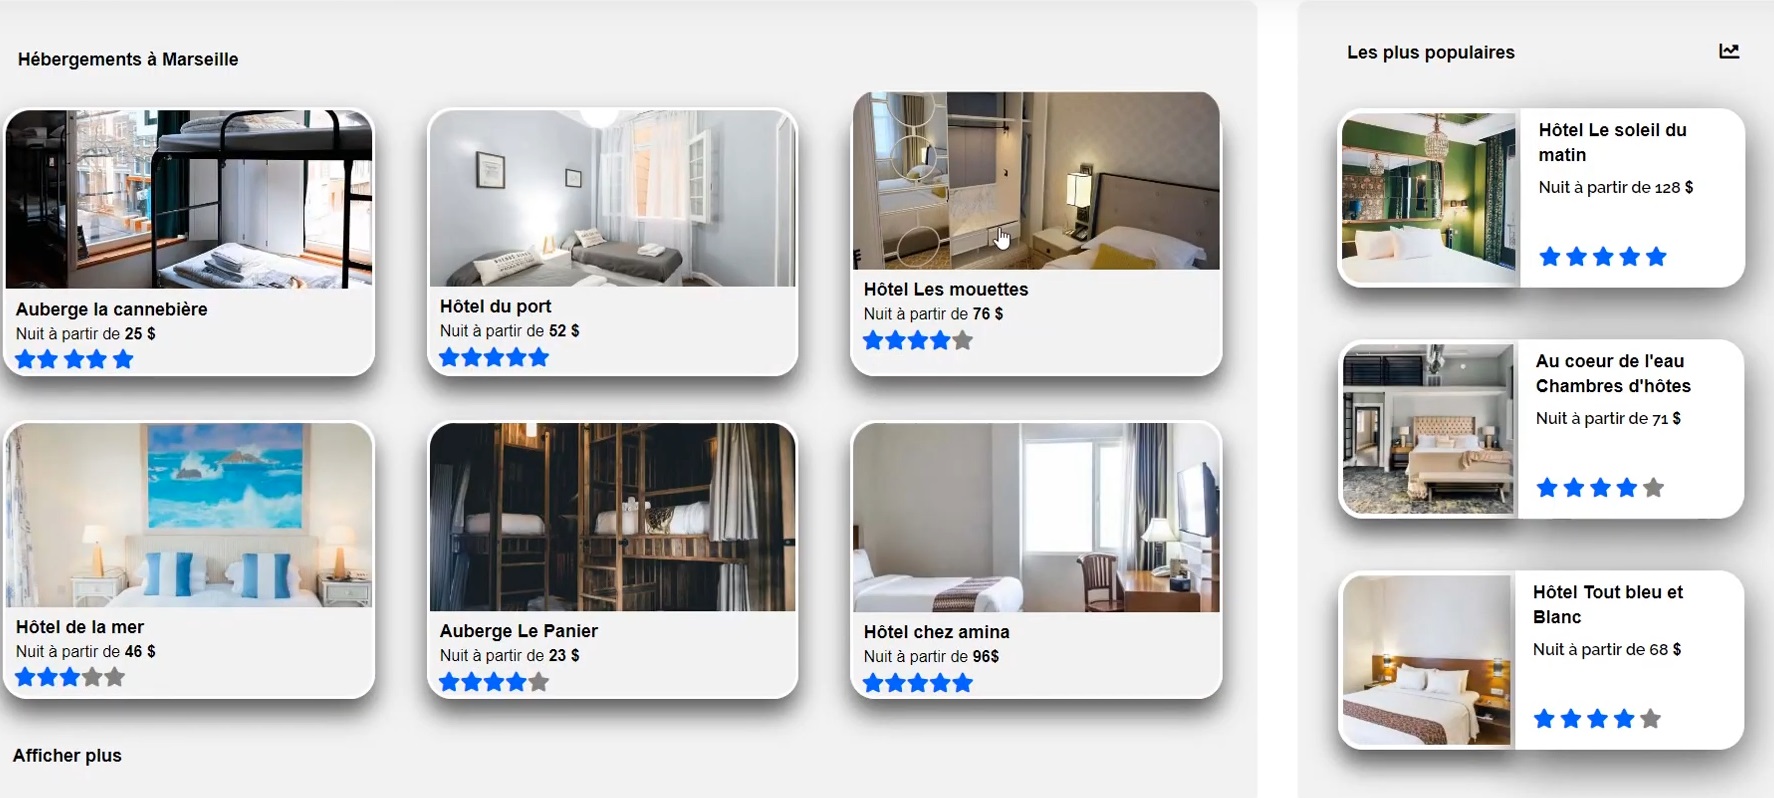 Hébergements à Marseille
Auberge la cannebière
Nuit à partir de 25 $
Hôtel du port
Nuit à partir de 52 $
Hôtel Les mouettes
Nuit à partir de 76 $
Hôtel de la mer
Nuit à partir de 46 $
Auberge Le Panier
Nuit à partir de 23 $
Hôtel chez amina
Nuit à partir de 96$
Afficher plus
Les plus populaires
Hôtel Le soleil du
matin
Nuit à partir de 128 $
Au coeur de l'eau
Chambres d'hôtes
Nuit à partir de 71 $
Hôtel Tout bleu et
Blanc
Nuit à partir de 68 $